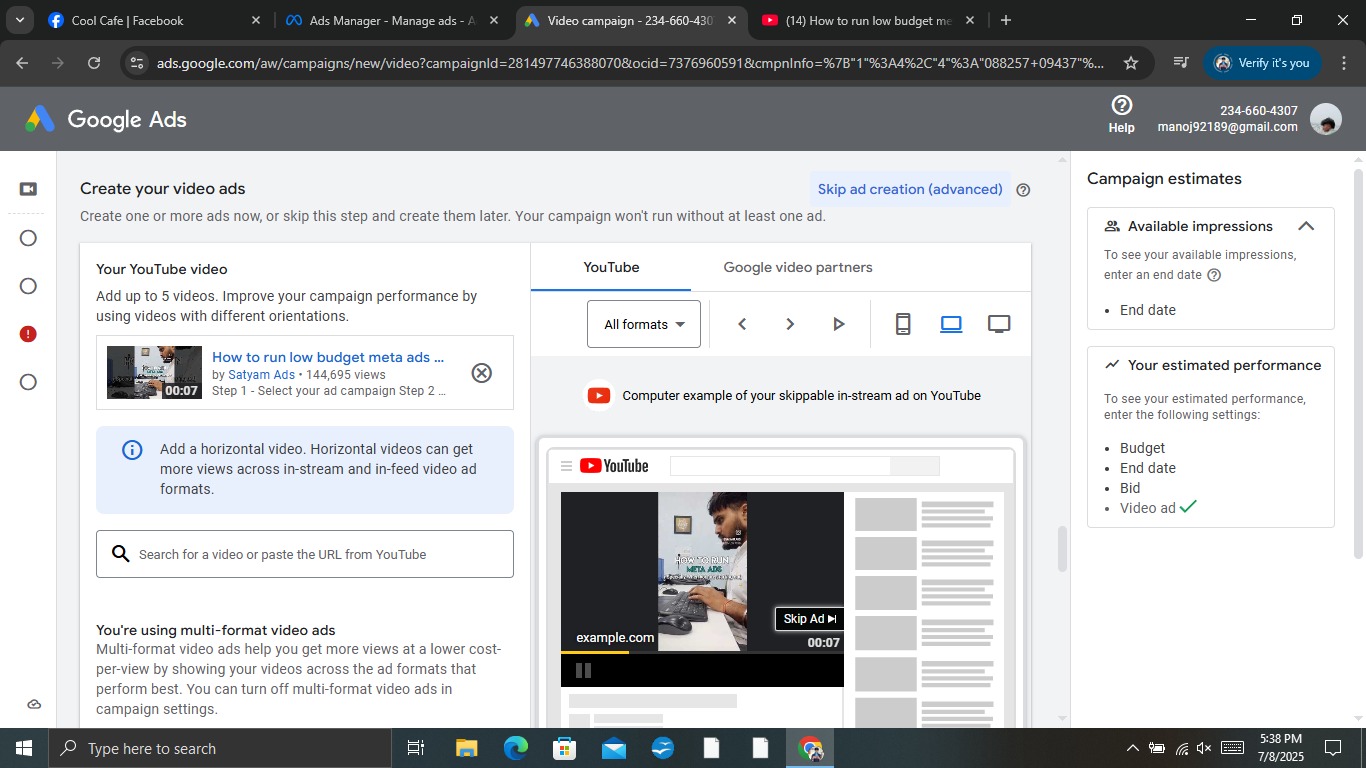 Cool Cafe | Facebook
Ads Manager - Manage ads - A
Video campaign - 234-660-430
(14) How to run low budget me
ads.google.com/aw/campaigns/new/video?campaignId=281497746388070&ocid=7376960591&cmpnInfo=%7B"1"%3A4%2C"4"%3A"088257+09437"%...
Verify it's you
Google Ads
Help
234-660-4307
manoj92189@gmail.com
Create your video ads
Skip ad creation (advanced)
Create one or more ads now, or skip this step and create them later. Your campaign won't run without at least one ad.
Your YouTube video
Add up to 5 videos. Improve your campaign performance by
using videos with different orientations.
How to run low budget meta ads ...
by Satyam Ads • 144,695 views
Step 1 - Select your ad campaign Step 2 ...
00:07
Add a horizontal video. Horizontal videos can get
more views across in-stream and in-feed video ad
formats.
Search for a video or paste the URL from YouTube
You're using multi-format video ads
Multi-format video ads help you get more views at a lower cost-
per-view by showing your videos across the ad formats that
perform best. You can turn off multi-format video ads in
campaign settings.
YouTube
Google video partners
All formats
Computer example of your skippable in-stream ad on YouTube
YouTube
HOW TO RUN
META ADS
example.com
Skip Ad
00:07
Campaign estimates
Available impressions
To see your available impressions,
enter an end date
• End date
Your estimated performance
To see your estimated performance,
enter the following settings:
• Budget
• End date
• Bid
• Video ad
Type here to search
5:38 PM
7/8/2025